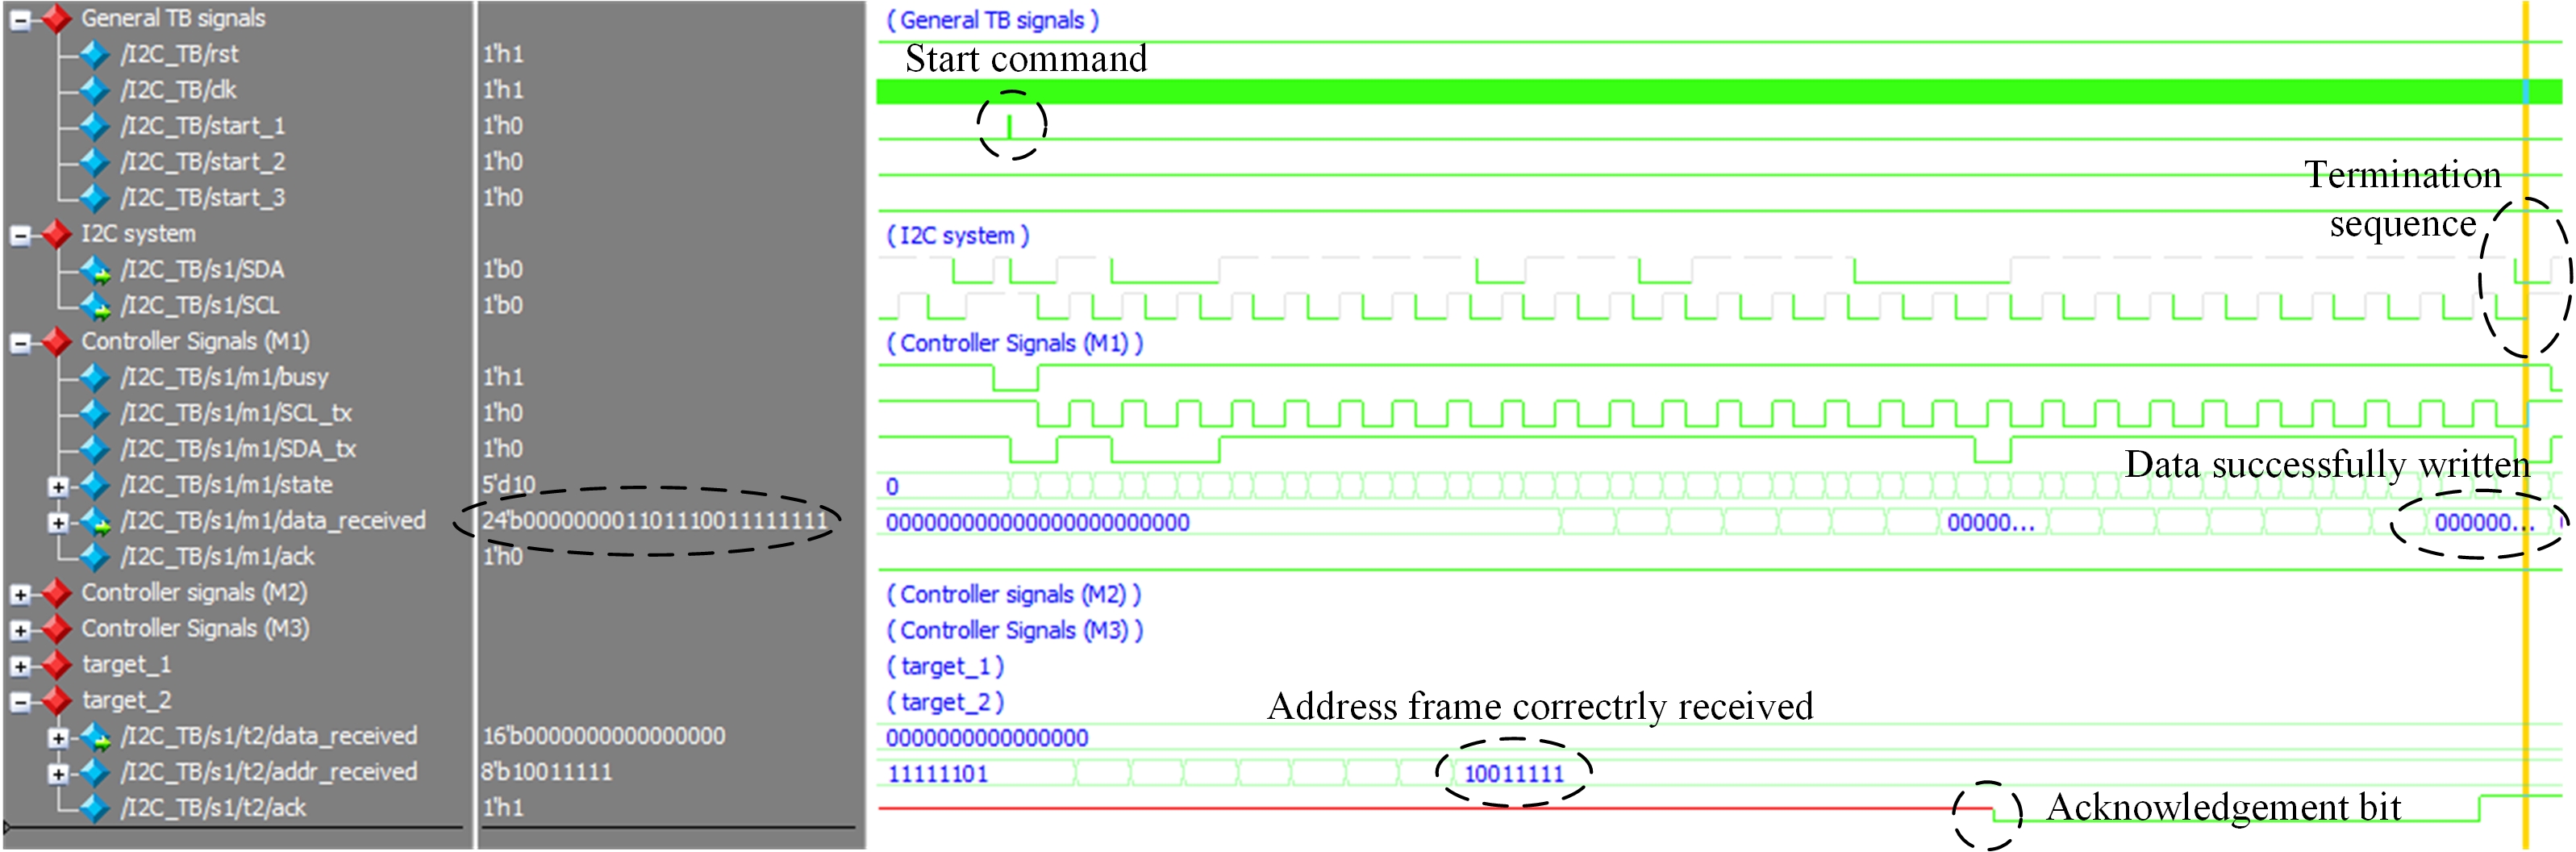 General TB signals
( General TB signals )
/I2C_TB/rst 1'h1
Start command
/I2C_TB/clk 1'h1
/I2C_TB/start_1 1'h0
/I2C_TB/start_2 1'h0
/I2C_TB/start_3 1'h0
Termination
sequence
I2C system
( I2C system )
/I2C_TB/s1/SDA 1'b0
/I2C_TB/s1/SCL 1'b0
Controller Signals (M1)
( Controller Signals (M1) )
/I2C_TB/s1/m1/busy 1'h1
/I2C_TB/s1/m1/SCL_tx 1'h0
/I2C_TB/s1/m1/SDA_tx 1'h0
Data successfully written
/I2C_TB/s1/m1/state 5'd10 0
/I2C_TB/s1/m1/data_received 24'b000000001101110011111111 000000000000000000000000 00000... 000000...
/I2C_TB/s1/m1/ack 1'h0
Controller signals (M2)
( Controller signals (M2) )
Controller Signals (M3)
( Controller Signals (M3) )
target_1
( target_1 )
target_2
( target_2 )
Address frame correctrly received
/I2C_TB/s1/t2/data_received 16'b0000000000000000 0000000000000000
/I2C_TB/s1/t2/addr_received 8'b10011111 11111101 10011111
/I2C_TB/s1/t2/ack 1'h1
Acknowledgement bit